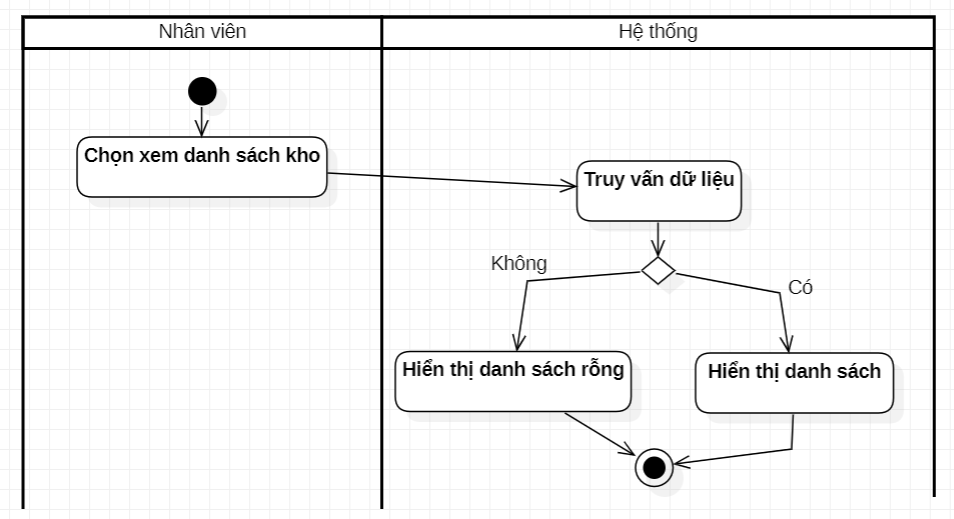 Nhân viên
Hệ thống
Chọn xem danh sách kho
Truy vấn dữ liệu
Không
Có
Hiển thị danh sách rỗng
Hiển thị danh sách